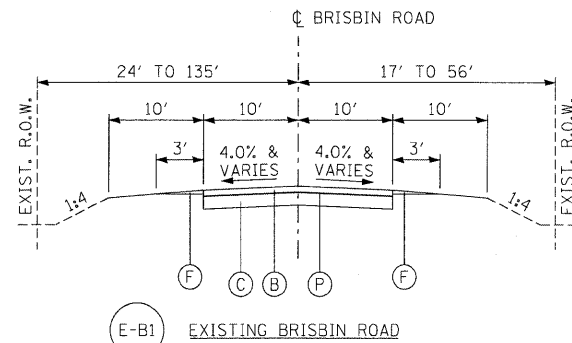 ℄ BRISBIN ROAD
24' TO 135' 17' TO 56'
10' 10' 10' 10'
3' 4.0% & VARIES 4.0% & VARIES 3'
EXIST. R.O.W.
EXIST. R.O.W.
1:4
1:4
F C B P F
E-B1 EXISTING BRISBIN ROAD